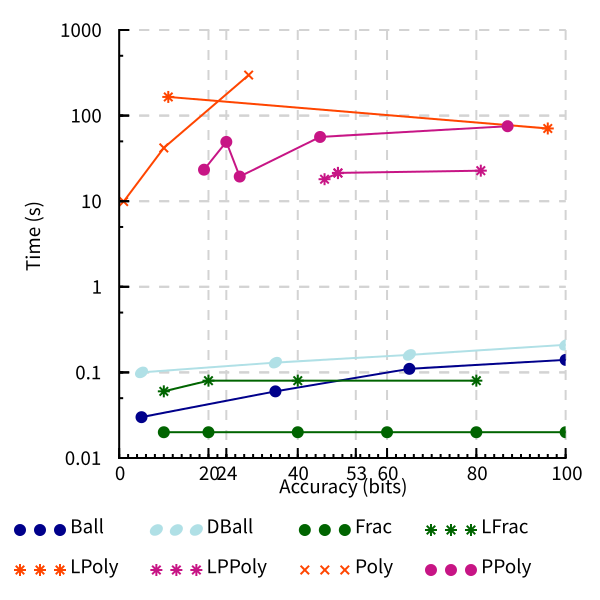 1000
100
10
1
0.1
0.01
Time (s)
0 20 24 40 53 60 80 100
Accuracy (bits)
Ball DBall Frac LFrac
LPoly LPPoly Poly PPoly